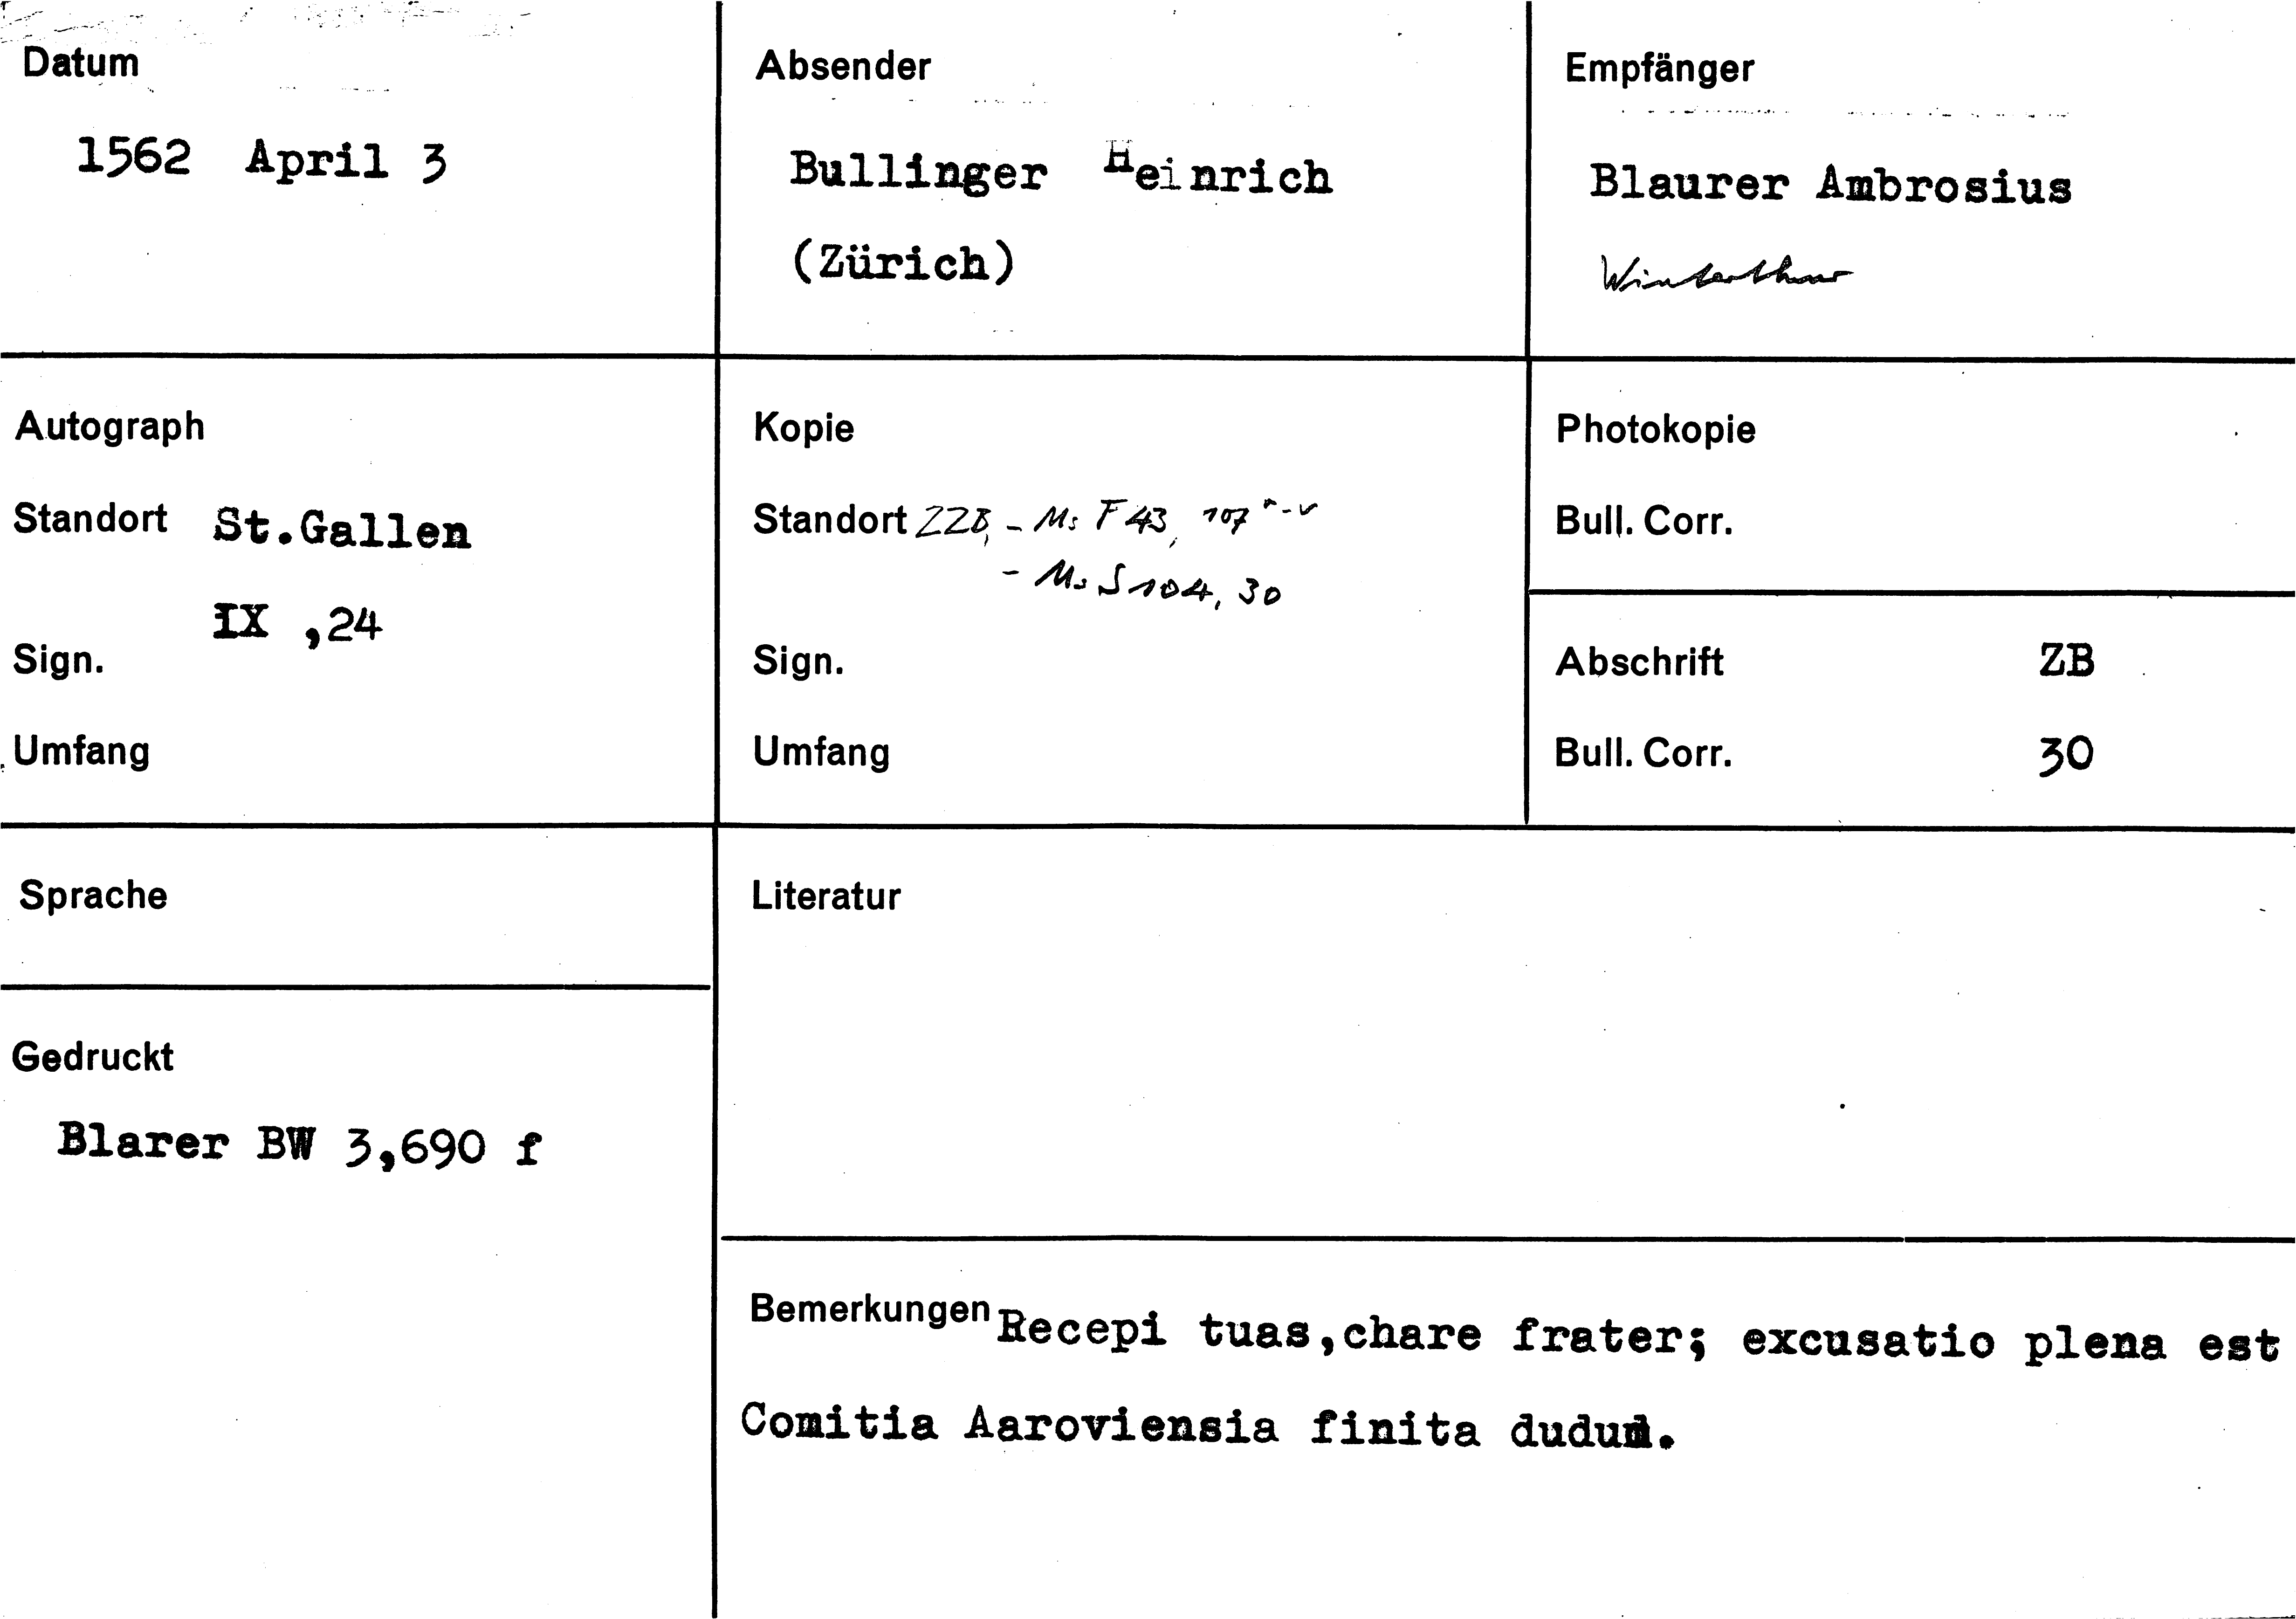 Datum
1562 April 3
Absender
Bullinger Heinrich
(Zürich)
Empfänger
Blaurer Ambrosius
Winterthur
Autograph
Standort St.Gallen
IX ,24
Sign.
Umfang
Kopie
Standort ZZB, - Ms F 43, 107 r-v
- Ms S 104, 30
Sign.
Umfang
Photokopie
Bull. Corr.
Abschrift ZB
Bull. Corr. 30
Sprache
Literatur
Gedruckt
Blarer BW 3,690 f
Bemerkungen Recepi tuas,chare frater; excusatio plena est
Comitia Aaroviensia finita dudum.